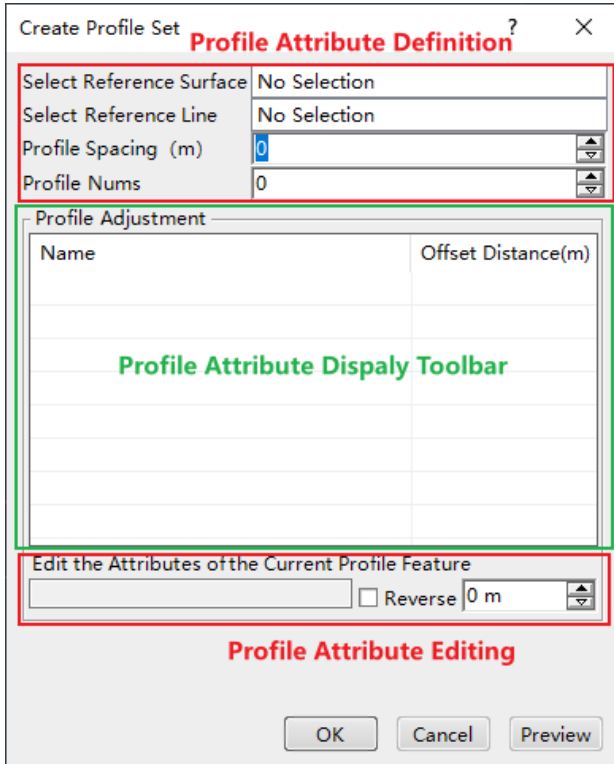 Create Profile Set ?
Profile Attribute Definition
Select Reference Surface No Selection
Select Reference Line No Selection
Profile Spacing (m) 0
Profile Nums 0
Profile Adjustment
Name Offset Distance(m)
Profile Attribute Dispaly Toolbar
Edit the Attributes of the Current Profile Feature
Reverse 0 m
Profile Attribute Editing
OK Cancel Preview